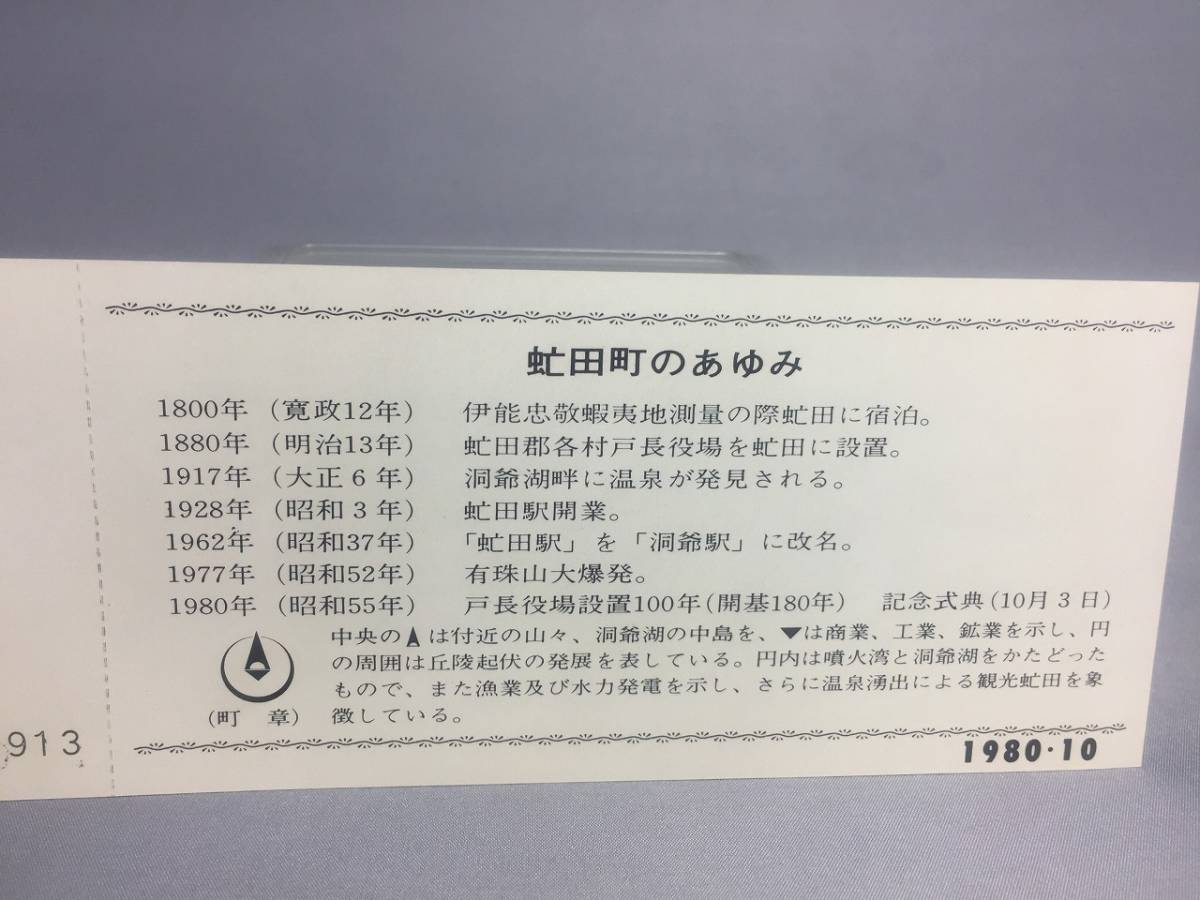 虻田町のあゆみ
1800年 (寛政12年) 伊能忠敬蝦夷地測量の際虻田に宿泊。
1880年 (明治13年) 虻田郡各村戸長役場を虻田に設置。
1917年 (大正6年) 洞爺湖畔に温泉が発見される。
1928年 (昭和3年) 虻田駅開業。
1962年 (昭和37年) 「虻田駅」を「洞爺駅」に改名。
1977年 (昭和52年) 有珠山大爆発。
1980年 (昭和55年) 戸長役場設置100年(開基180年) 記念式典(10月3日)
中央の▲は付近の山々、洞爺湖の中島を、▼は商業、工業、鉱業を示し、円
の周囲は丘陵起伏の発展を表している。円内は噴火湾と洞爺湖をかたどった
もので、また漁業及び水力発電を示し、さらに温泉湧出による観光虻田を象
(町 章) 徴している。
913
1980・10